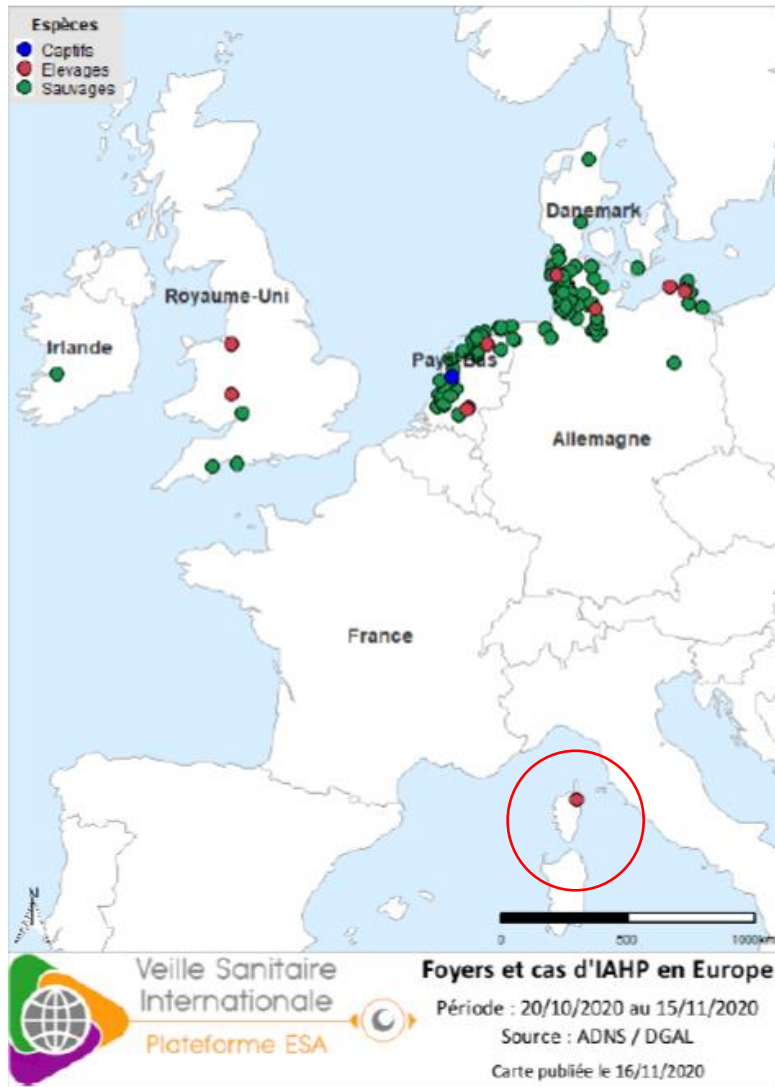 Espèces
Captifs
Elevages
Sauvages
Danemark
Royaume-Uni
Irlande
Pays-Bas
Allemagne
France
N
0 500 1000km
Veille Sanitaire
Internationale
Plateforme ESA
Foyers et cas d'IAHP en Europe
Période : 20/10/2020 au 15/11/2020
Source : ADNS / DGAL
Carte publiée le 16/11/2020